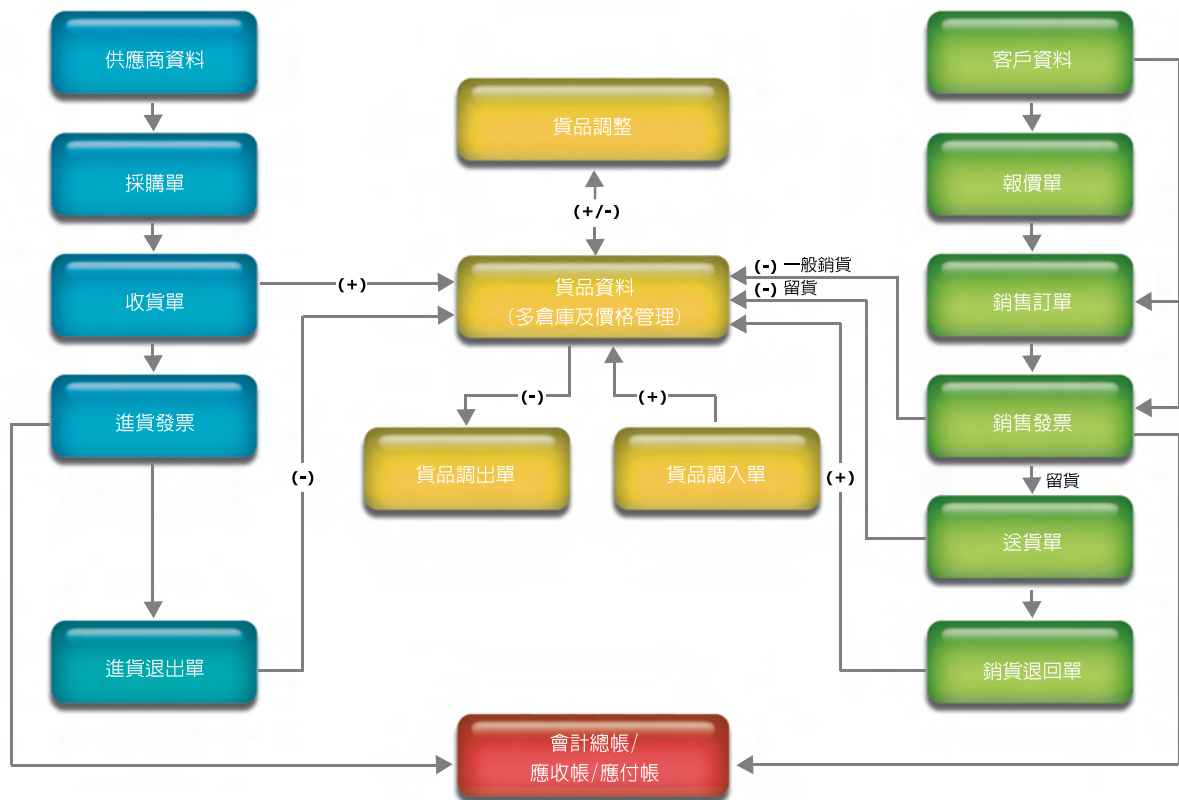 供應商資料
客戶資料
貨品調整
採購單
報價單
(+/-)
收貨單
(+)
貨品資料
(多倉庫及價格管理)
(-) 一般銷貨
(-) 留貨
銷售訂單
進貨發票
(-)
(+)
銷售發票
貨品調出單
貨品調入單
(-)
(+)
留貨
送貨單
進貨退出單
銷貨退回單
會計總帳/
應收帳/應付帳